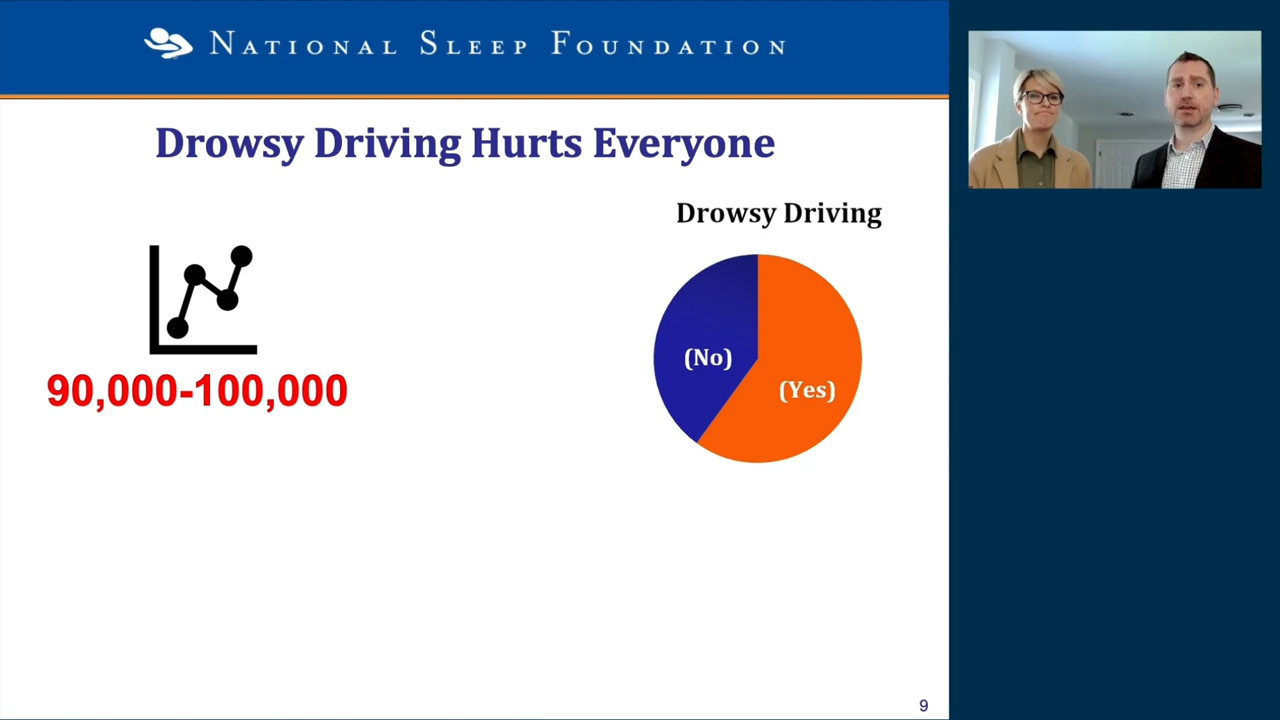 National Sleep Foundation
Drowsy Driving Hurts Everyone
Drowsy Driving
(No)
(Yes)
90,000-100,000
9